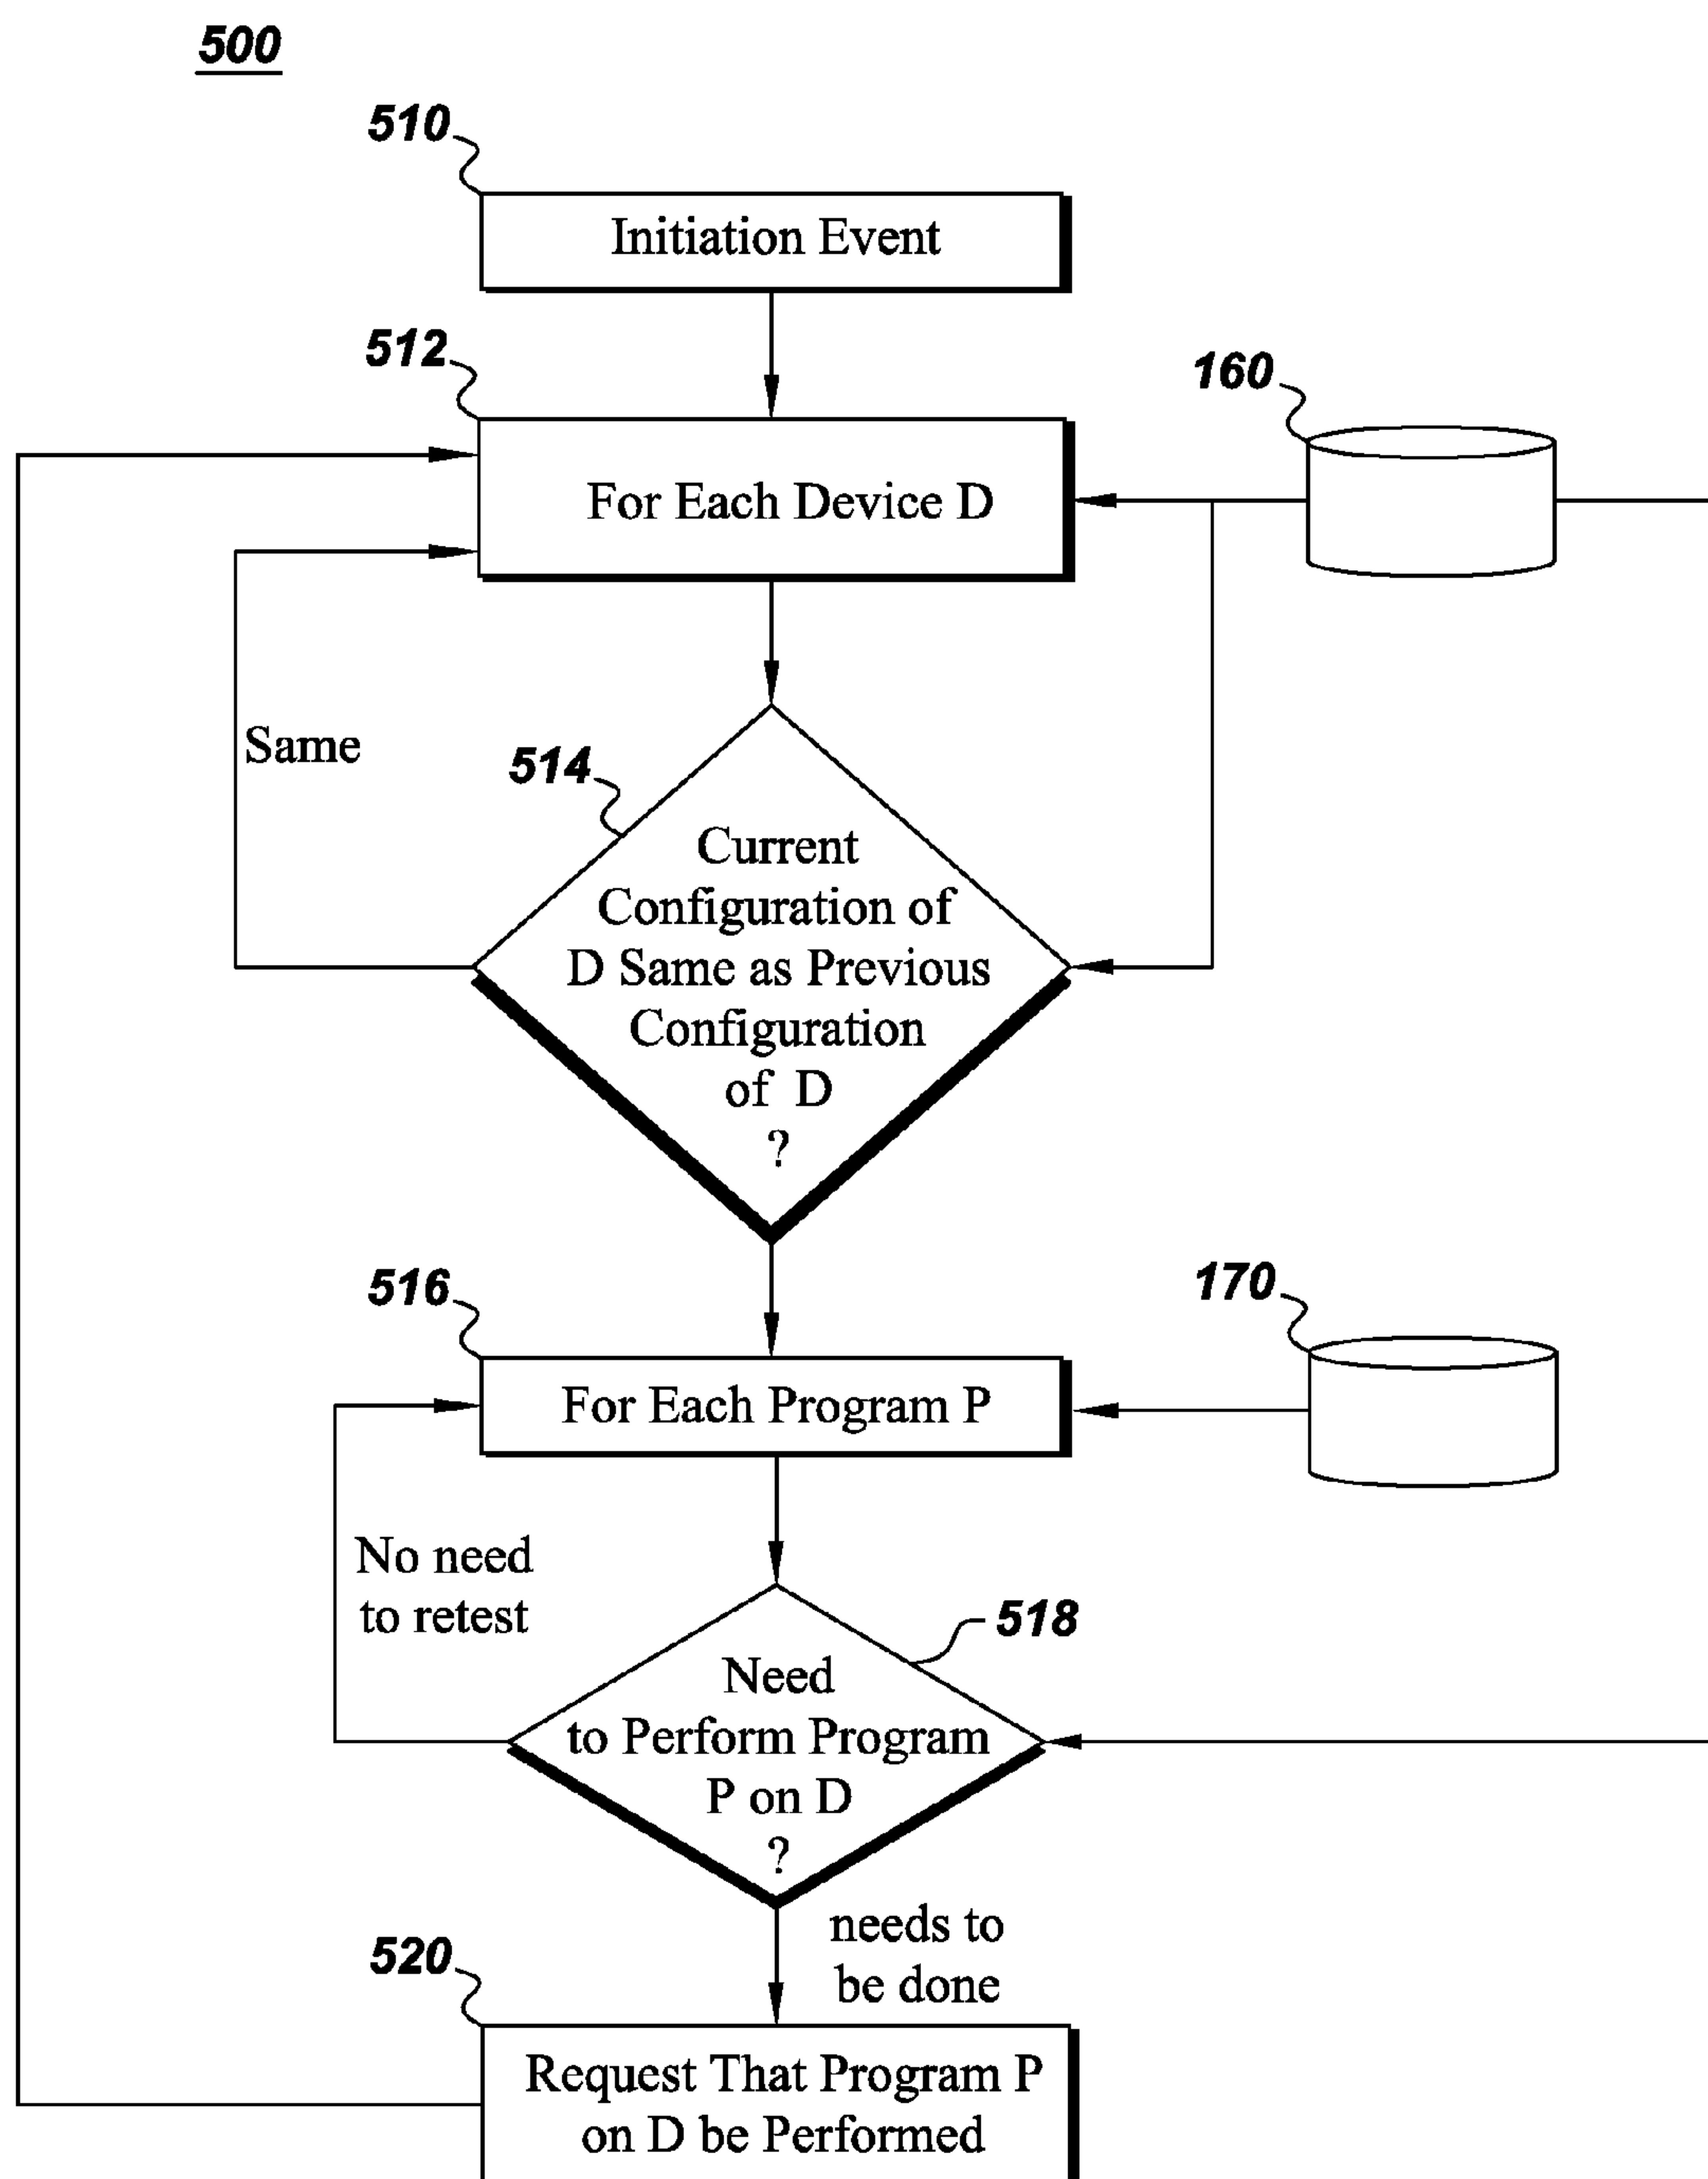 500
510
Initiation Event
512
For Each Device D
160
Same
514
Current
Configuration of
D Same as Previous
Configuration
of D
?
516
For Each Program P
170
No need
to retest
518
Need
to Perform Program
P on D
?
needs to
be done
520
Request That Program P
on D be Performed